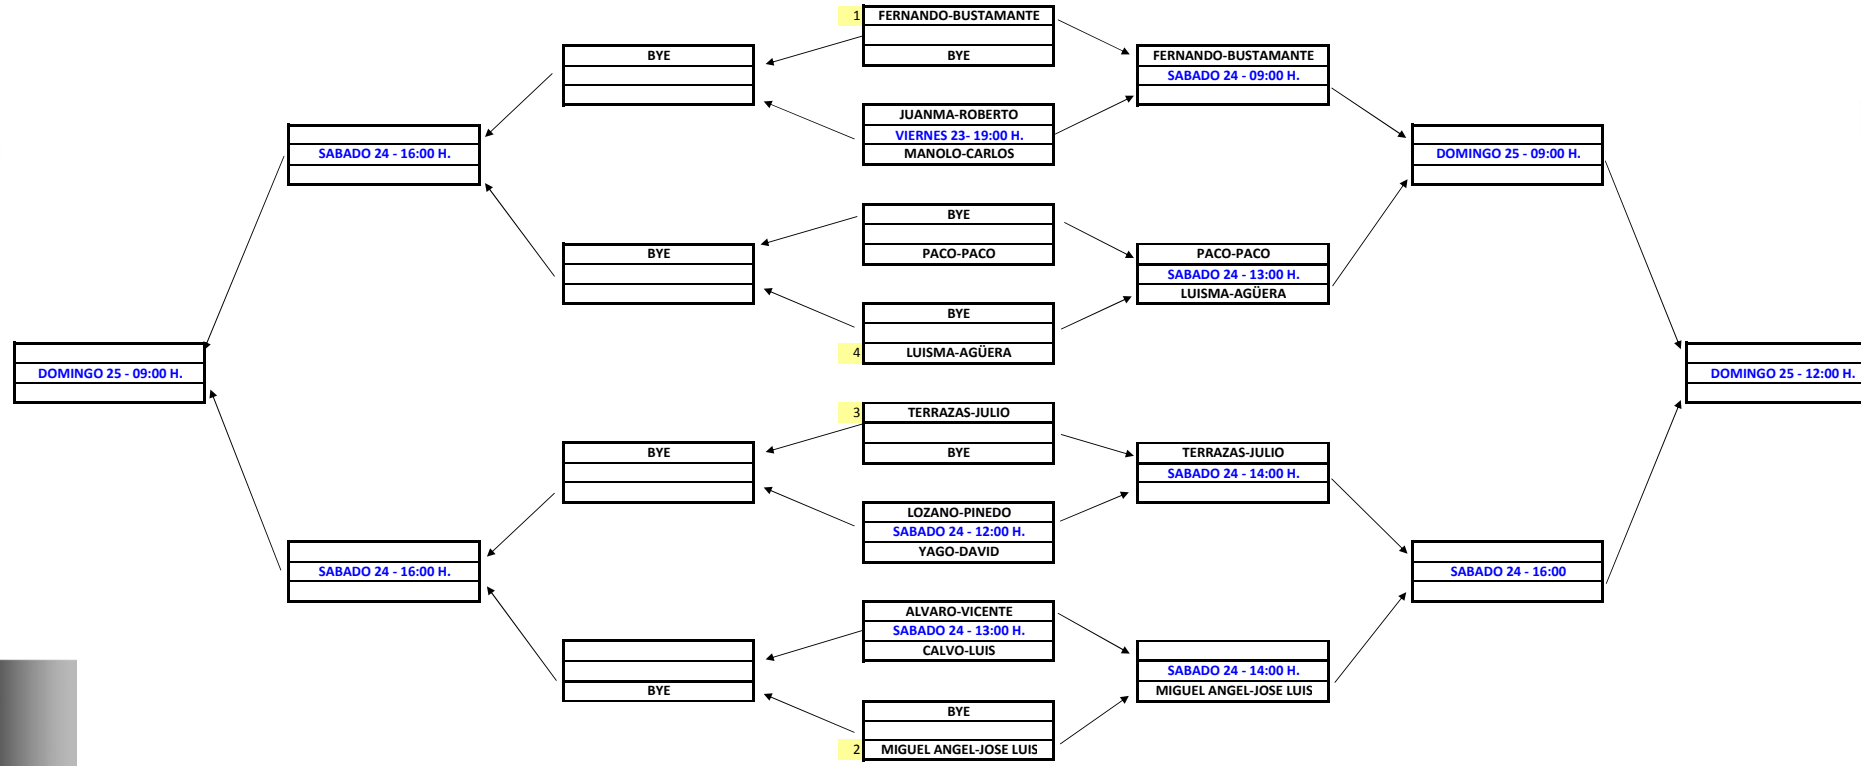 1 FERNANDO-BUSTAMANTE
BYE
JUANMA-ROBERTO
VIERNES 23- 19:00 H.
MANOLO-CARLOS
BYE
PACO-PACO
BYE
4 LUISMA-AGÜERA
3 TERRAZAS-JULIO
BYE
LOZANO-PINEDO
SABADO 24 - 12:00 H.
YAGO-DAVID
ALVARO-VICENTE
SABADO 24 - 13:00 H.
CALVO-LUIS
BYE
2 MIGUEL ANGEL-JOSE LUIS
BYE
BYE
BYE
BYE
SABADO 24 - 16:00 H.
SABADO 24 - 16:00 H.
DOMINGO 25 - 09:00 H.
FERNANDO-BUSTAMANTE
SABADO 24 - 09:00 H.
PACO-PACO
SABADO 24 - 13:00 H.
LUISMA-AGÜERA
TERRAZAS-JULIO
SABADO 24 - 14:00 H.
SABADO 24 - 14:00 H.
MIGUEL ANGEL-JOSE LUIS
DOMINGO 25 - 09:00 H.
SABADO 24 - 16:00
DOMINGO 25 - 12:00 H.